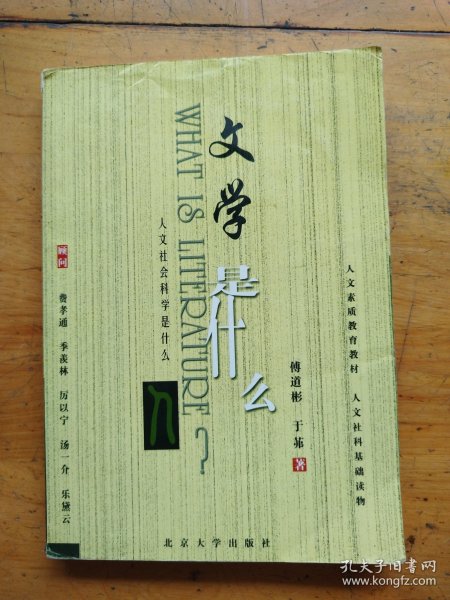 文学
是什么
WHAT IS LITERATURE?
人文社会科学是什么
人文素质教育教材 人文社科基础读物
傅道彬 于茀 著
顾问
费孝通 季羡林 厉以宁 汤一介 乐黛云
北京大学出版社
孔夫子旧书网
www.kongfz.com